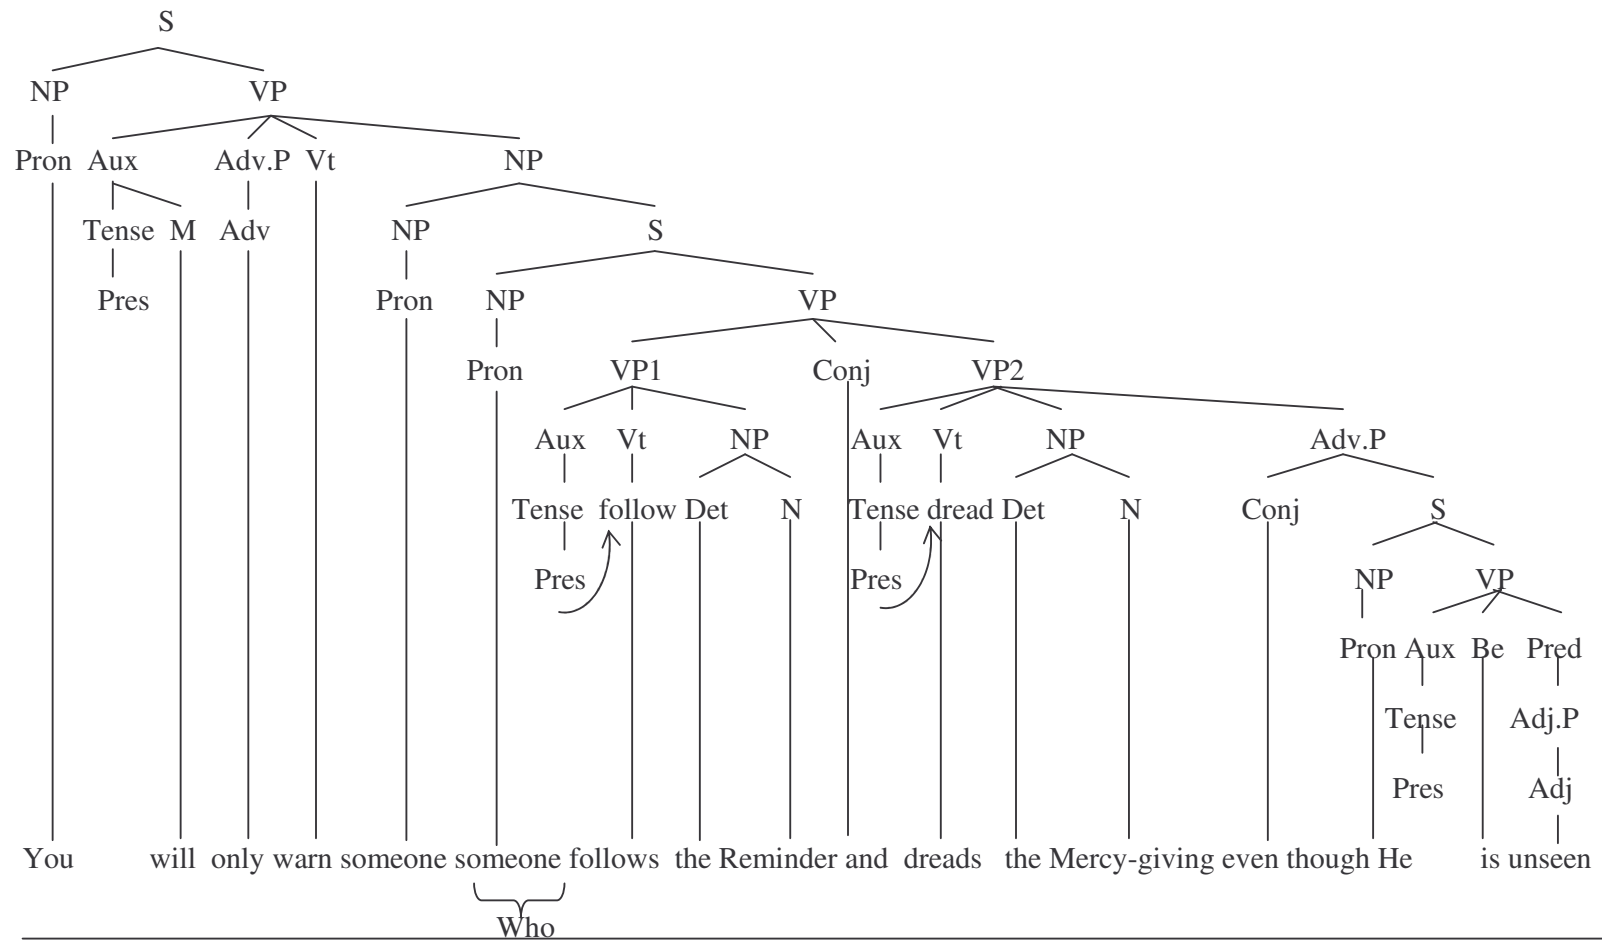 S
NP VP
Pron Aux Adv.P Vt NP
Tense M Adv NP S
Pres Pron NP VP
Pron VP1 Conj VP2
Aux Vt NP Aux Vt NP Adv.P
Tense follow Det N Tense dread Det N Conj S
Pres Pres NP VP
Pron Aux Be Pred
Tense Adj.P
Pres Adj
You will only warn someone someone follows the Reminder and dreads the Mercy-giving even though He is unseen
Who